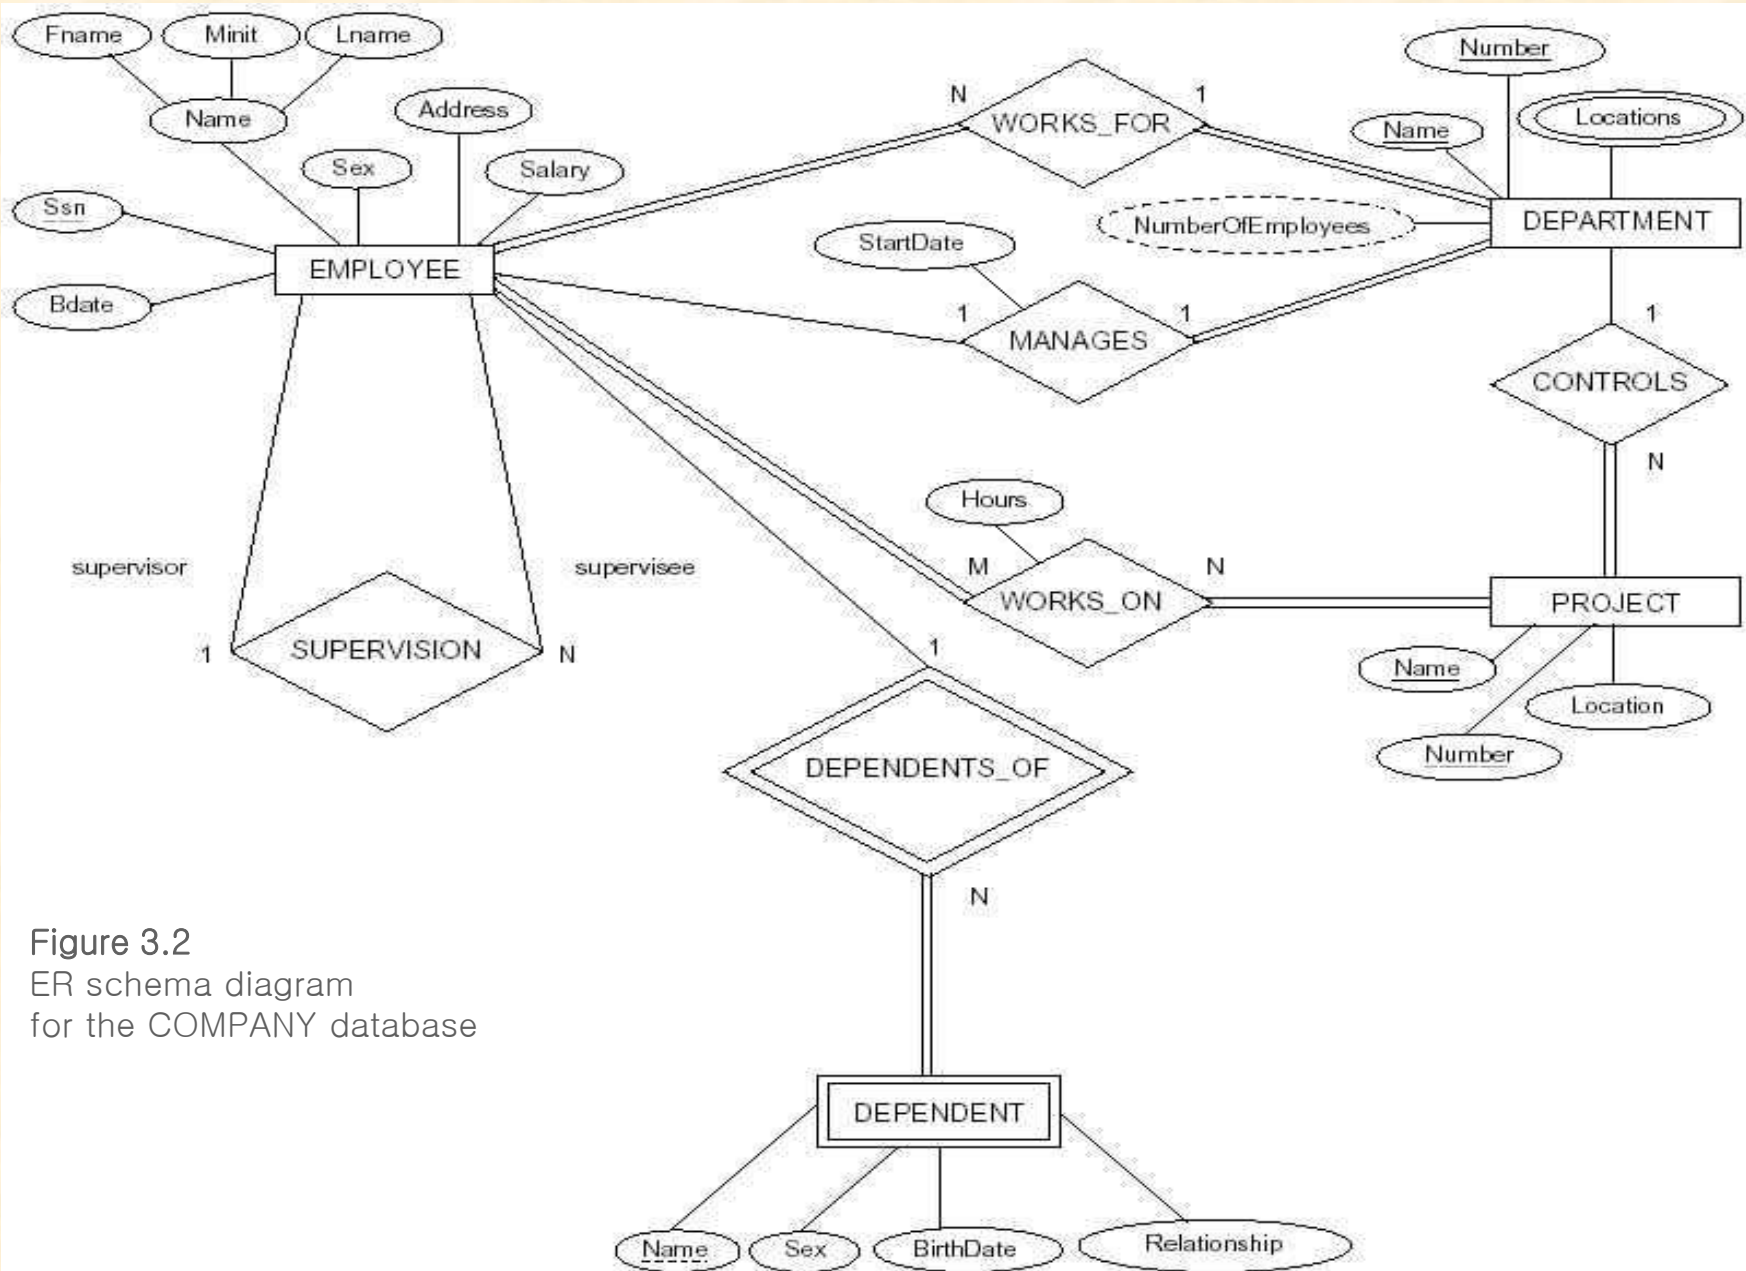 Fname
Minit
Lname
Number
Name
Address
N
1
WORKS_FOR
Locations
Name
Sex
Salary
Ssn
NumberOfEmployees
DEPARTMENT
StartDate
EMPLOYEE
Bdate
1
1
1
MANAGES
CONTROLS
N
Hours
supervisor
supervisee
M
N
WORKS_ON
PROJECT
1
SUPERVISION
N
1
Name
Location
Number
DEPENDENTS_OF
N
Figure 3.2
ER schema diagram
for the COMPANY database
DEPENDENT
Name
Sex
BirthDate
Relationship